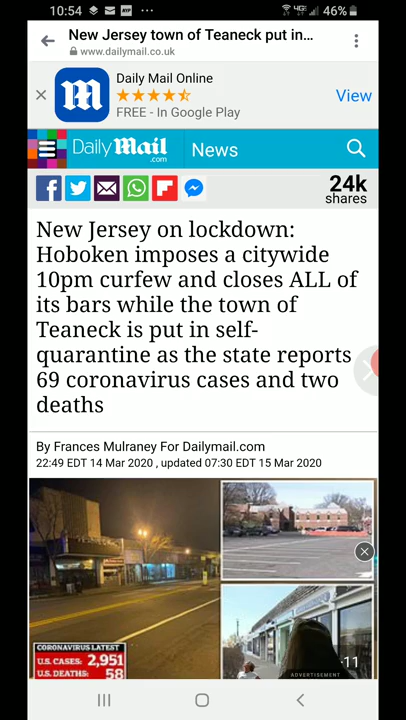 10:54
46%
New Jersey town of Teaneck put in...
www.dailymail.co.uk
Daily Mail Online
FREE - In Google Play
View
Daily Mail
.com
News
24k
shares
New Jersey on lockdown:
Hoboken imposes a citywide
10pm curfew and closes ALL of
its bars while the town of
Teaneck is put in self-
quarantine as the state reports
69 coronavirus cases and two
deaths
By Frances Mulraney For Dailymail.com
22:49 EDT 14 Mar 2020 , updated 07:30 EDT 15 Mar 2020
CORONAVIRUS LATEST
U.S. CASES: 2,951
U.S. DEATHS: 58
11
ADVERTISEMENT